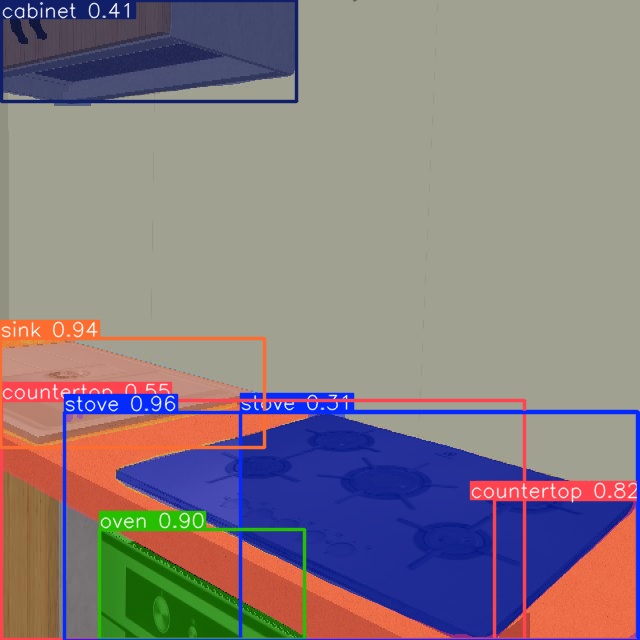 cabinet 0.41
sink 0.94
countertop 0.55
stove 0.96
stove 0.31
countertop 0.82
oven 0.90